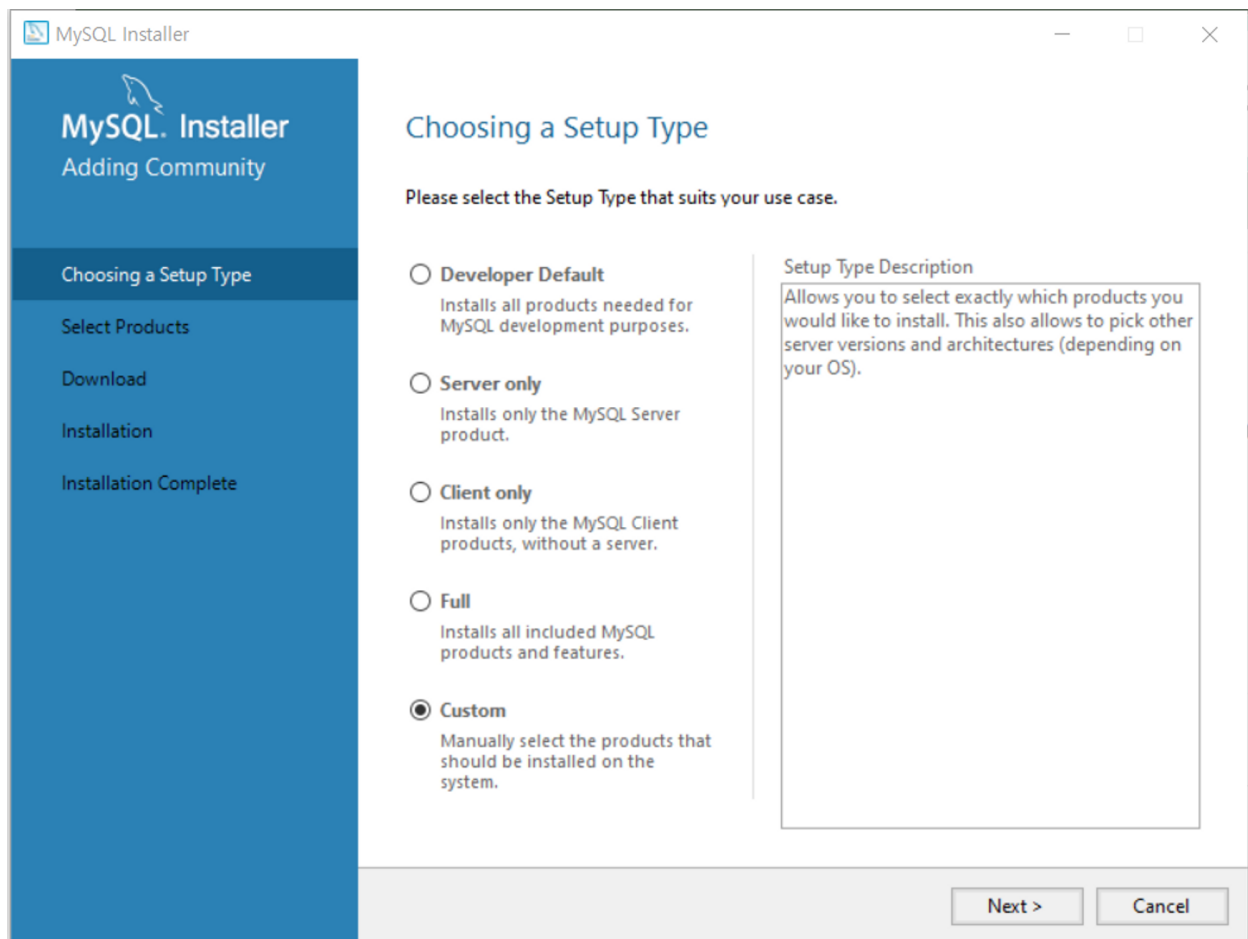 MySQL Installer
MySQL. Installer
Adding Community
Choosing a Setup Type
Select Products
Download
Installation
Installation Complete
Choosing a Setup Type
Please select the Setup Type that suits your use case.
Developer Default
Installs all products needed for
MySQL development purposes.
Server only
Installs only the MySQL Server
product.
Client only
Installs only the MySQL Client
products, without a server.
Full
Installs all included MySQL
products and features.
Custom
Manually select the products that
should be installed on the
system.
Setup Type Description
Allows you to select exactly which products you
would like to install. This also allows to pick other
server versions and architectures (depending on
your OS).
Next >
Cancel